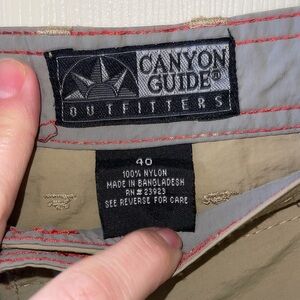 CANYON
GUIDE®
OUTFITTERS
40
100% NYLON
MADE IN BANGLADESH
RN# 23923
SEE REVERSE FOR CARE